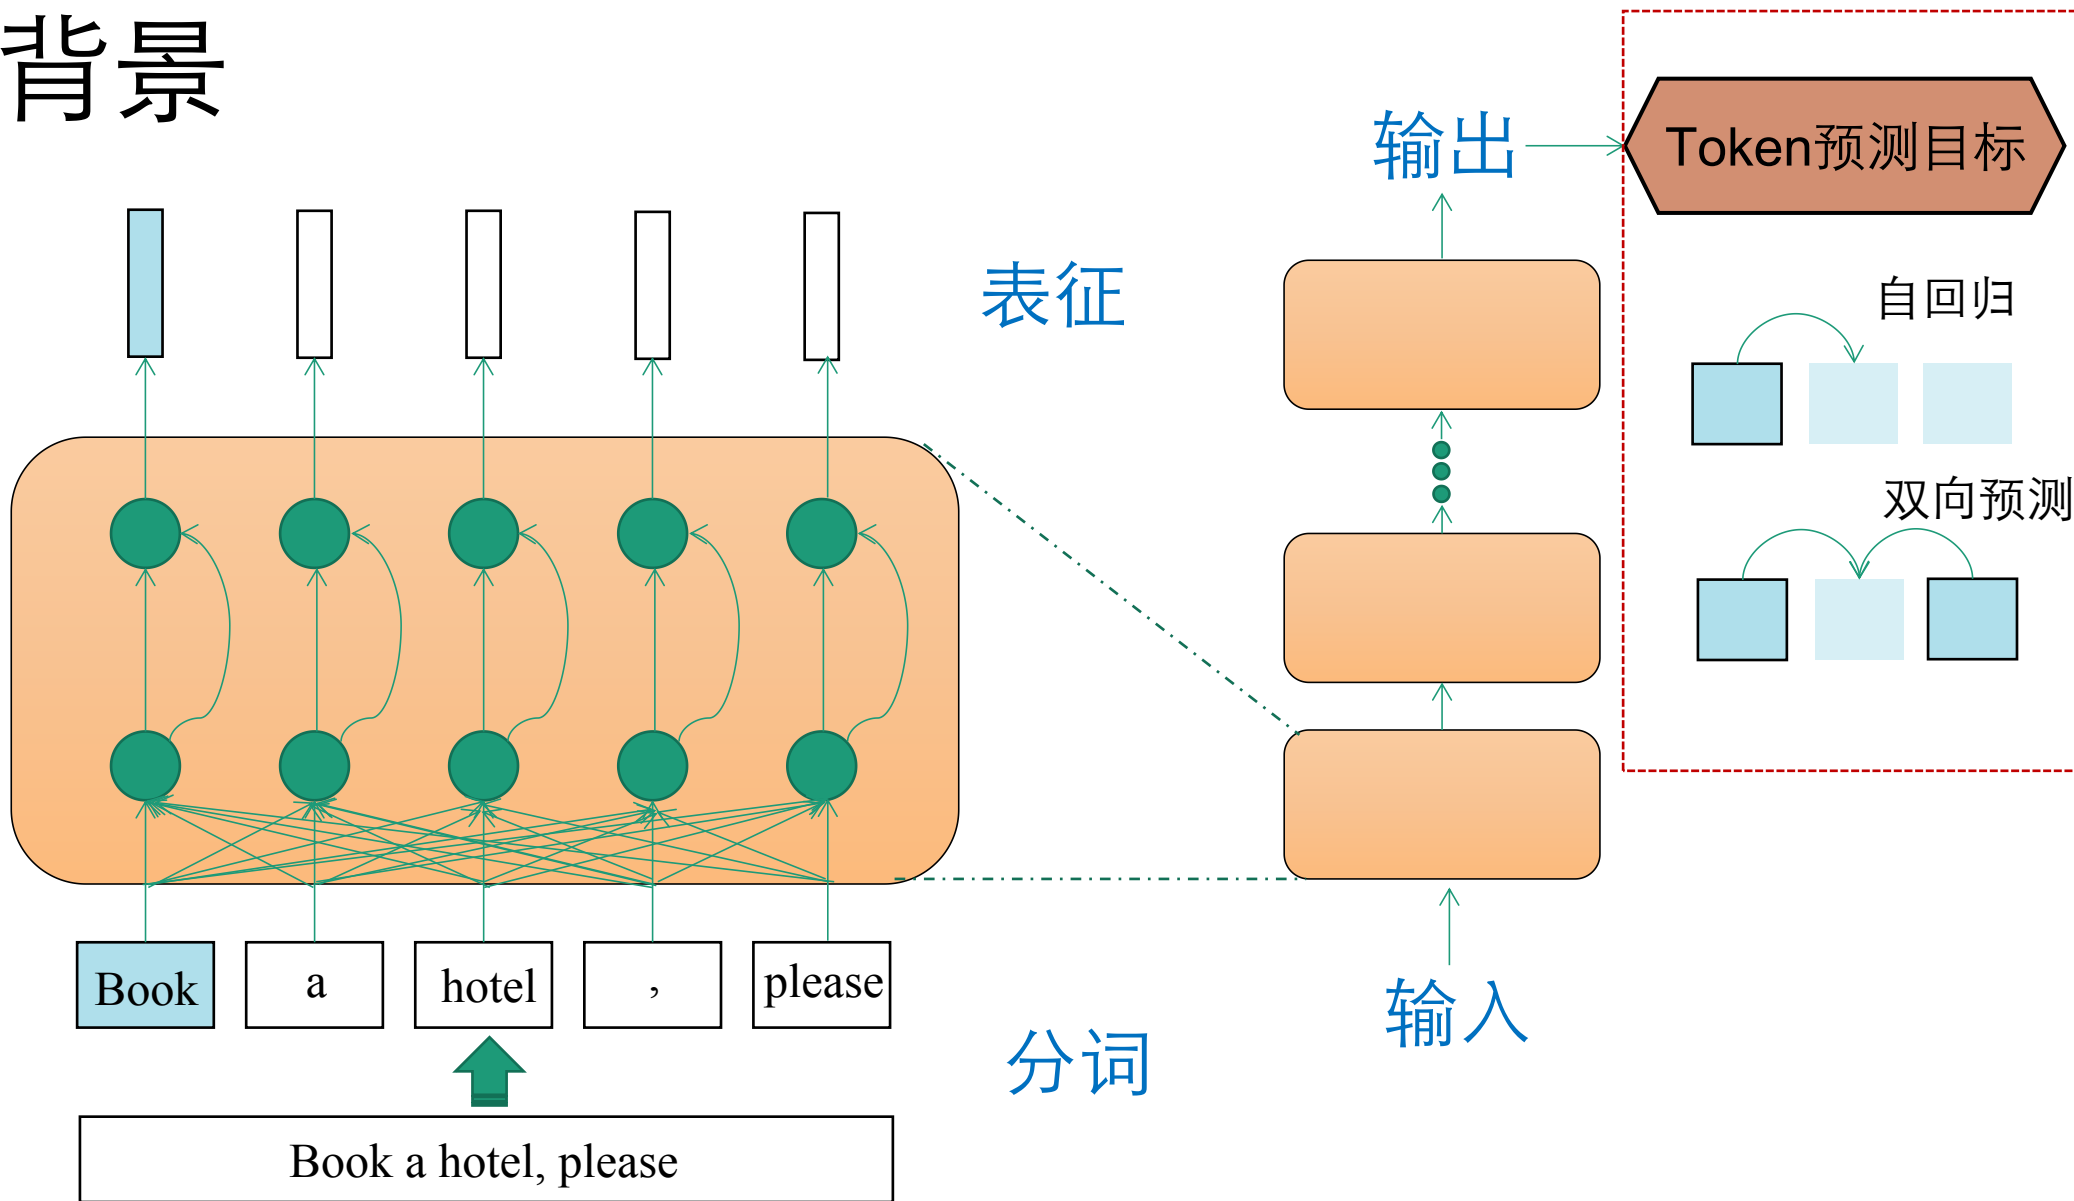 背景
输出
Token预测目标
表征
自回归
双向预测
Book
a
hotel
,
please
输入
分词
Book a hotel, please